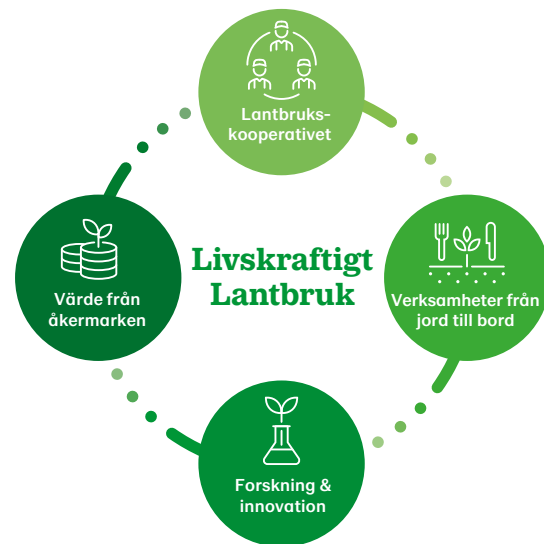 Lantbruks-
kooperativet
Livskraftigt
Lantbruk
Värde från
åkermarken
Verksamheter från
jord till bord
Forskning &
innovation